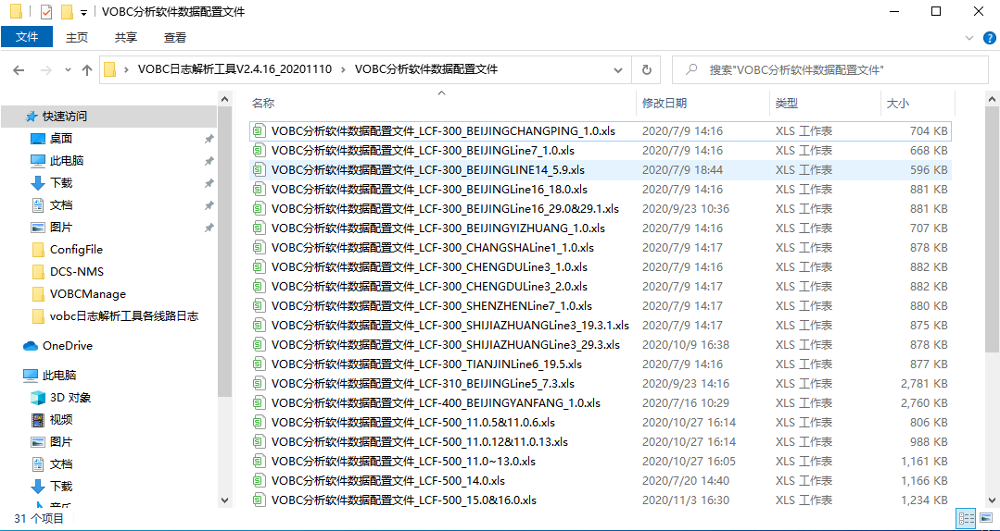 VOBC分析软件数据配置文件
文件 主页 共享 查看
VOBC日志解析工具V2.4.16_20201110 › VOBC分析软件数据配置文件 搜索"VOBC分析软件数据配置文件"
快速访问
桌面
此电脑
下载
文档
图片
ConfigFile
DCS-NMS
VOBCManage
vobc日志解析工具各线路日志
OneDrive
此电脑
3D 对象
视频
图片
文档
下载
音乐
名称 修改日期 类型 大小
VOBC分析软件数据配置文件_LCF-300_BEIJINGCHANGPING_1.0.xls 2020/7/9 14:16 XLS 工作表 704 KB
VOBC分析软件数据配置文件_LCF-300_BEIJINGLine7_1.0.xls 2020/7/9 14:16 XLS 工作表 668 KB
VOBC分析软件数据配置文件_LCF-300_BEIJINGLINE14_5.9.xls 2020/7/9 18:44 XLS 工作表 596 KB
VOBC分析软件数据配置文件_LCF-300_BEIJINGLine16_18.0.xls 2020/7/9 14:16 XLS 工作表 881 KB
VOBC分析软件数据配置文件_LCF-300_BEIJINGLine16_29.0&29.1.xls 2020/9/23 10:36 XLS 工作表 881 KB
VOBC分析软件数据配置文件_LCF-300_BEIJINGYIZHUANG_1.0.xls 2020/7/9 14:16 XLS 工作表 707 KB
VOBC分析软件数据配置文件_LCF-300_CHANGSHALine1_1.0.xls 2020/7/9 14:17 XLS 工作表 878 KB
VOBC分析软件数据配置文件_LCF-300_CHENGDULine3_1.0.xls 2020/7/9 14:16 XLS 工作表 882 KB
VOBC分析软件数据配置文件_LCF-300_CHENGDULine3_2.0.xls 2020/7/9 14:17 XLS 工作表 882 KB
VOBC分析软件数据配置文件_LCF-300_SHENZHENLine7_1.0.xls 2020/7/9 14:17 XLS 工作表 880 KB
VOBC分析软件数据配置文件_LCF-300_SHIJIAZHUANGLine3_19.3.1.xls 2020/7/9 14:17 XLS 工作表 875 KB
VOBC分析软件数据配置文件_LCF-300_SHIJIAZHUANGLine3_29.3.xls 2020/10/9 16:38 XLS 工作表 878 KB
VOBC分析软件数据配置文件_LCF-300_TIANJINLine6_19.5.xls 2020/7/9 14:16 XLS 工作表 877 KB
VOBC分析软件数据配置文件_LCF-310_BEIJINGLine5_7.3.xls 2020/9/23 14:16 XLS 工作表 2,781 KB
VOBC分析软件数据配置文件_LCF-400_BEIJINGYANFANG_1.0.xls 2020/7/16 10:29 XLS 工作表 2,760 KB
VOBC分析软件数据配置文件_LCF-500_11.0.5&11.0.6.xls 2020/10/27 16:14 XLS 工作表 806 KB
VOBC分析软件数据配置文件_LCF-500_11.0.12&11.0.13.xls 2020/10/27 16:14 XLS 工作表 988 KB
VOBC分析软件数据配置文件_LCF-500_11.0~13.0.xls 2020/10/27 16:05 XLS 工作表 1,161 KB
VOBC分析软件数据配置文件_LCF-500_14.0.xls 2020/7/20 14:40 XLS 工作表 1,166 KB
VOBC分析软件数据配置文件_LCF-500_15.0&16.0.xls 2020/11/3 16:30 XLS 工作表 1,234 KB
31 个项目